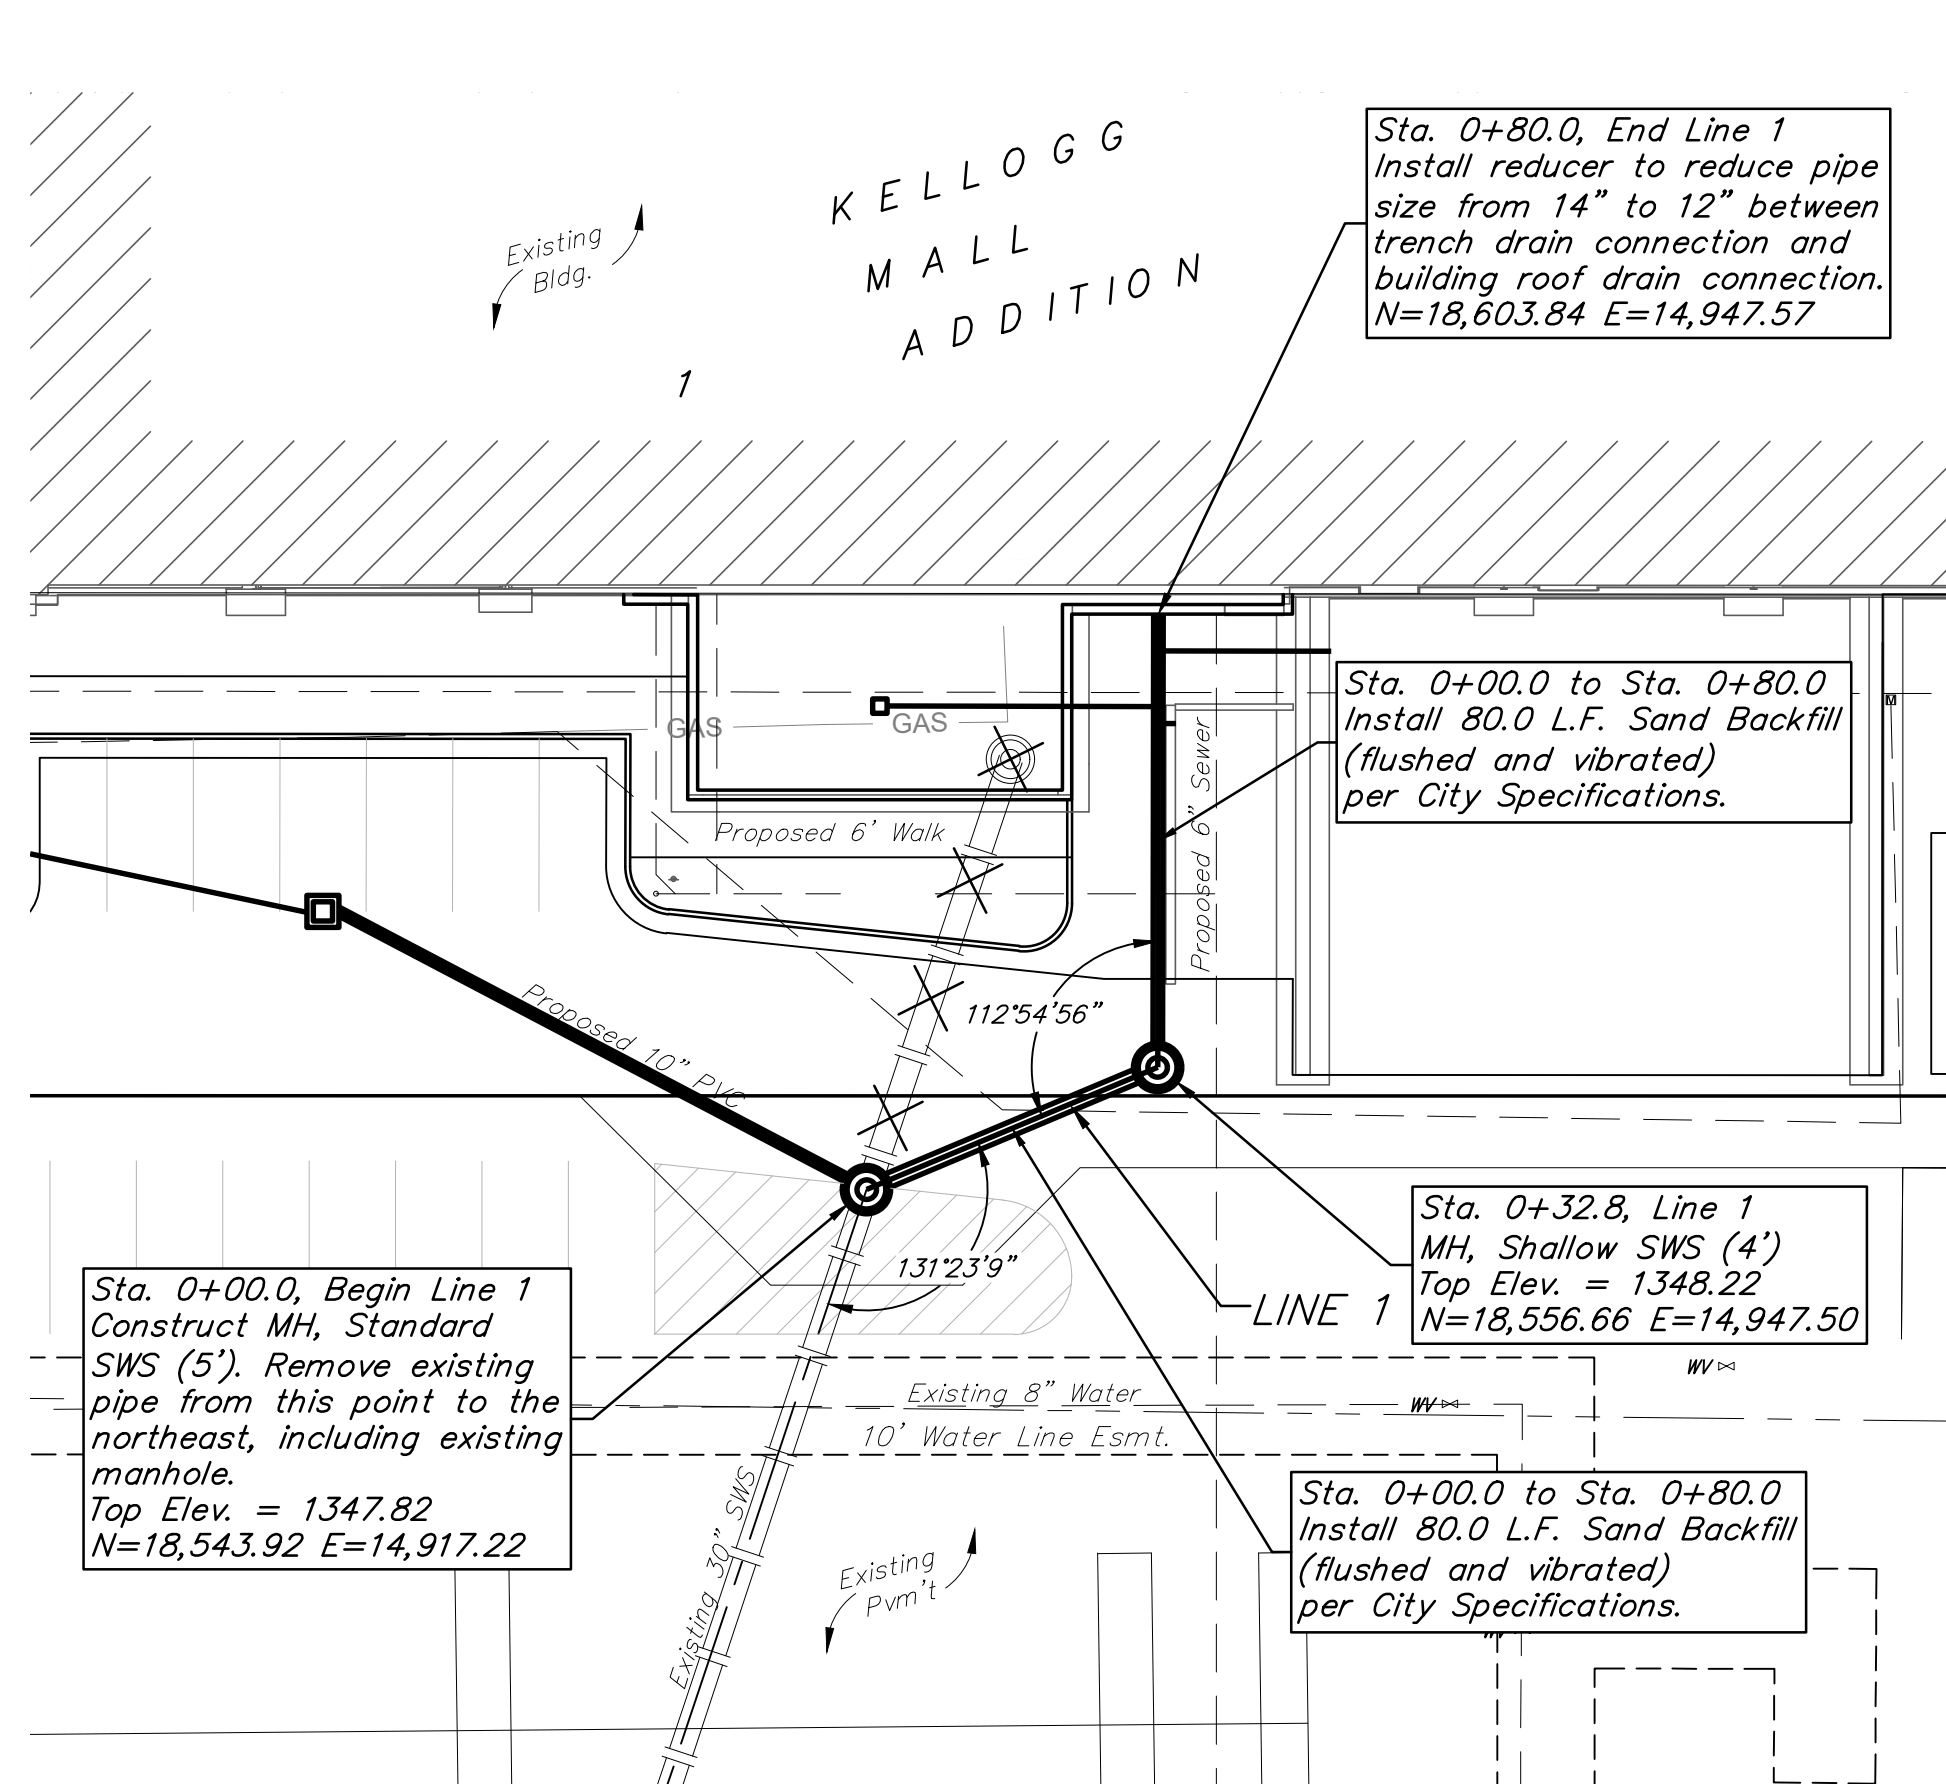 KELLOGG
MALL
ADDITION
1
Existing
Bldg.
Sta. 0+80.0, End Line 1
Install reducer to reduce pipe
size from 14” to 12” between
trench drain connection and
building roof drain connection.
N=18,603.84 E=14,947.57
Sta. 0+00.0 to Sta. 0+80.0
Install 80.0 L.F. Sand Backfill
(flushed and vibrated)
per City Specifications.
M
GAS
GAS
Proposed 6" Sewer
Proposed 6' Walk
Proposed 10" PVC
112°54'56"
131°23'9"
LINE 1
Sta. 0+32.8, Line 1
MH, Shallow SWS (4')
Top Elev. = 1348.22
N=18,556.66 E=14,947.50
Sta. 0+00.0, Begin Line 1
Construct MH, Standard
SWS (5'). Remove existing
pipe from this point to the
northeast, including existing
manhole.
Top Elev. = 1347.82
N=18,543.92 E=14,917.22
WV
WV
Existing 8" Water
10' Water Line Esmt.
Existing 30" SWS
Existing
Pvm't
Sta. 0+00.0 to Sta. 0+80.0
Install 80.0 L.F. Sand Backfill
(flushed and vibrated)
per City Specifications.